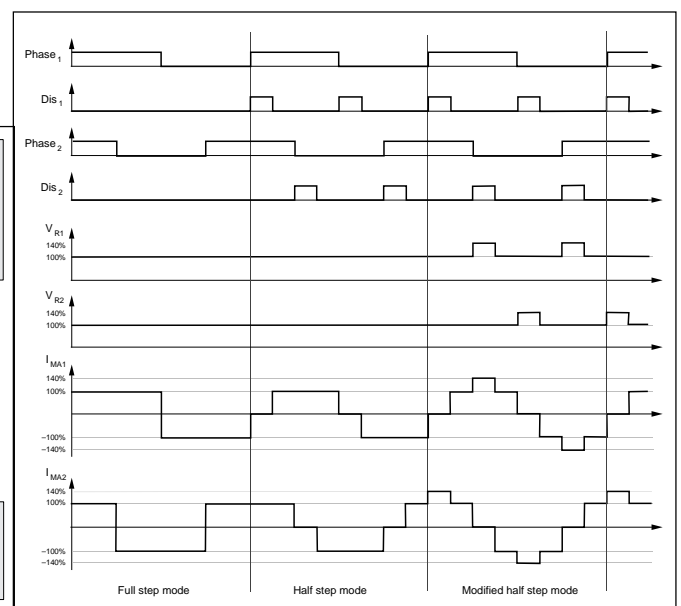 Phase 1
Dis 1
Phase 2
Dis 2
V R1
140%
100%
V R2
140%
100%
I MA1
140%
100%
–100%
–140%
I MA2
140%
100%
–100%
–140%
Full step mode Half step mode Modified half step mode